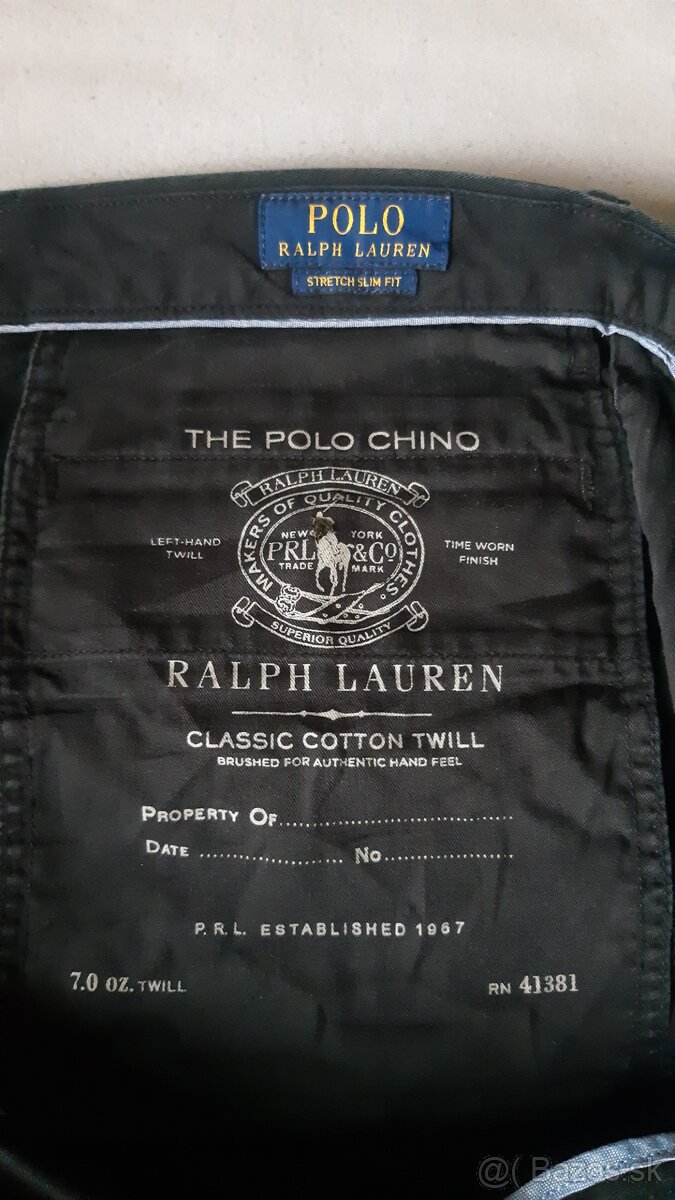 POLO
RALPH LAUREN
STRETCH SLIM FIT
THE POLO CHINO
RALPH LAUREN
MAKERS OF QUALITY CLOTHES.
LEFT-HAND
TWILL
NEW YORK
PRL &CO
TRADE MARK
TIME WORN
FINISH
SUPERIOR QUALITY
RALPH LAUREN
CLASSIC COTTON TWILL
BRUSHED FOR AUTHENTIC HAND FEEL
PROPERTY OF........................................
DATE ........................ NO......................
P.R.L. ESTABLISHED 1967
7.0 OZ. TWILL
RN 41381
@( Bazos.sk